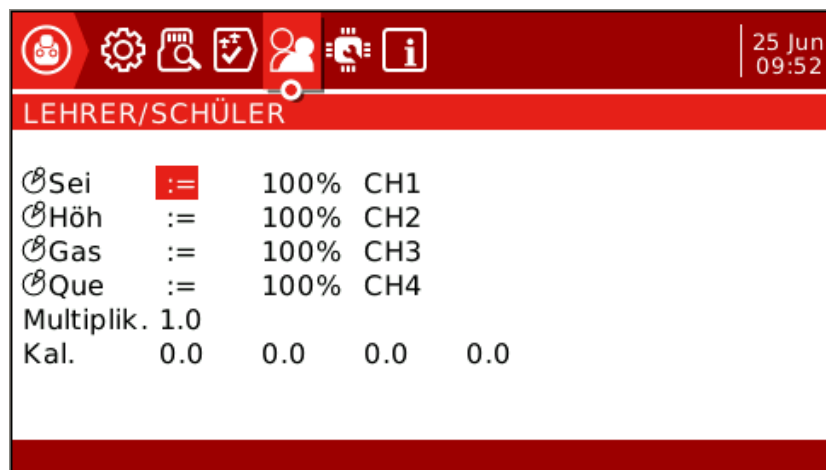 25 Jun
09:52
LEHRER/SCHÜLER
Sei := 100% CH1
Höh := 100% CH2
Gas := 100% CH3
Que := 100% CH4
Multiplik. 1.0
Kal. 0.0 0.0 0.0 0.0